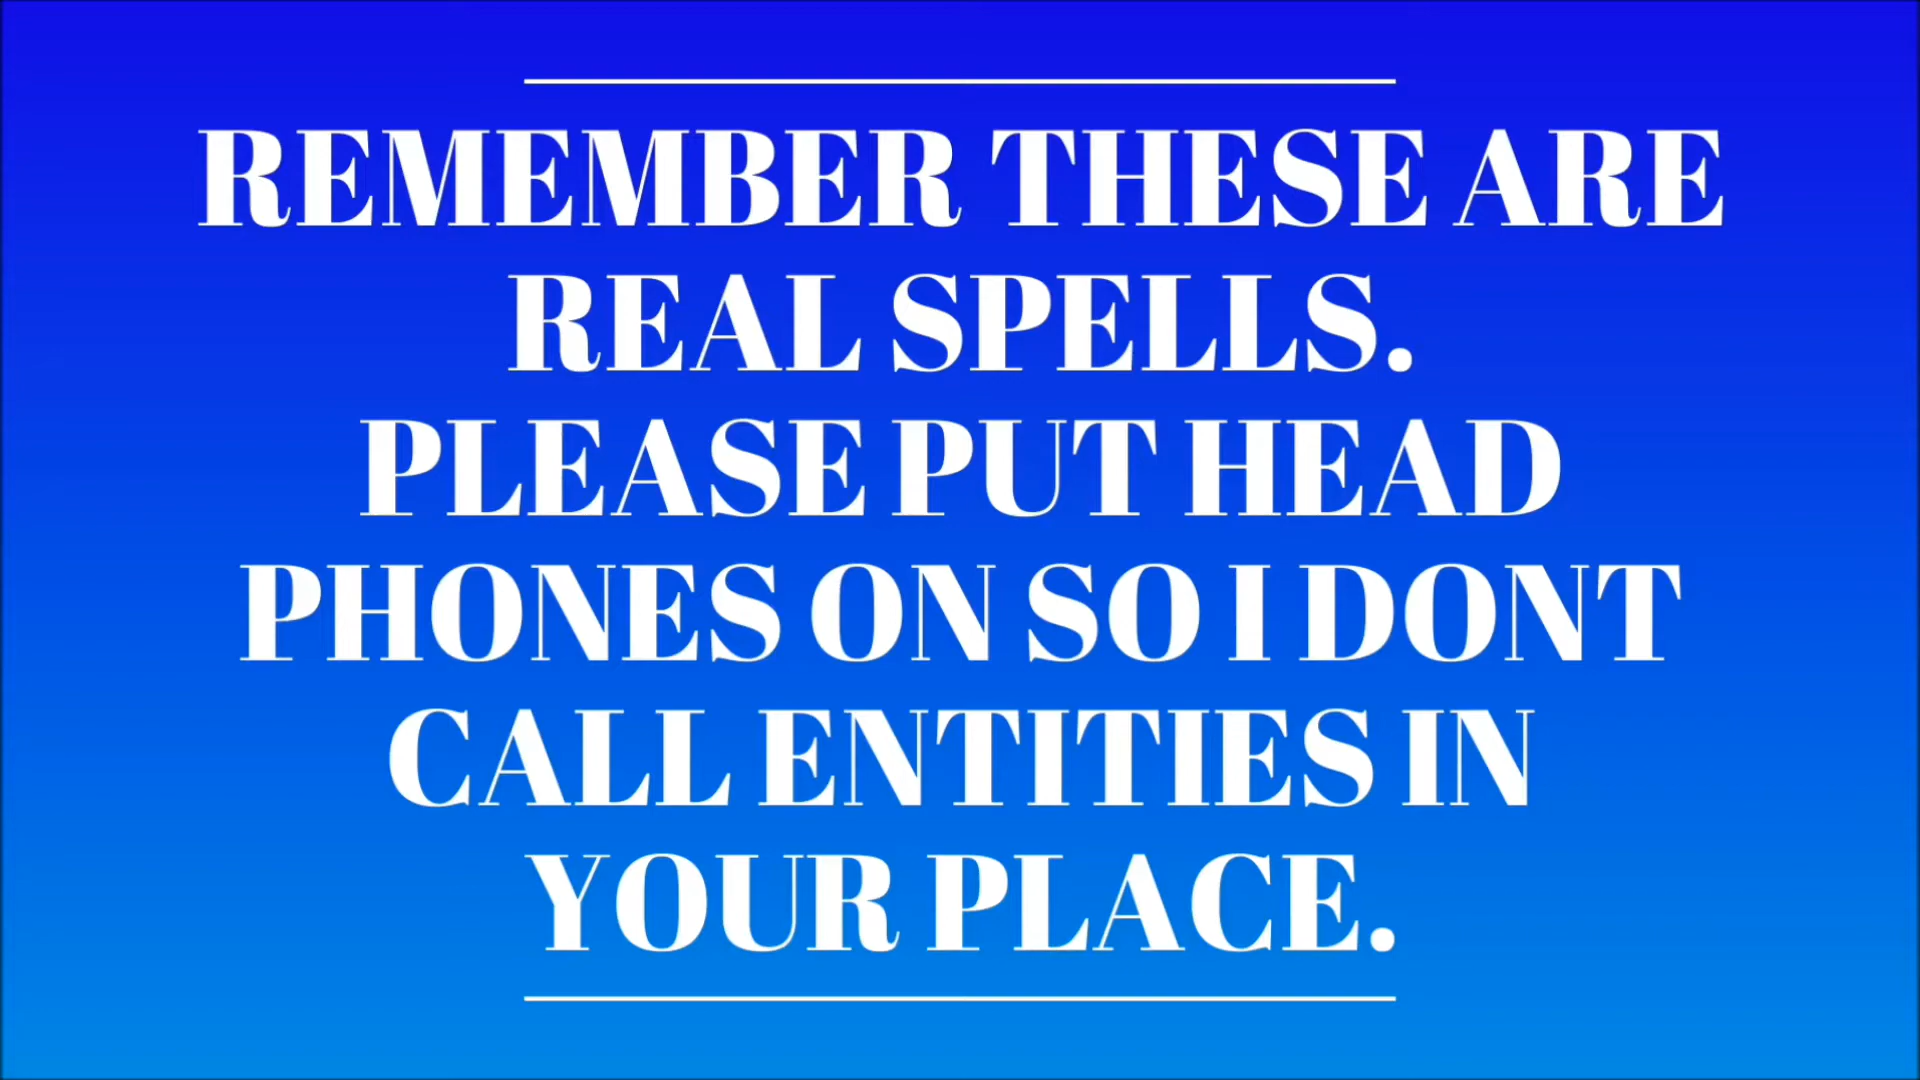 REMEMBER THESE ARE
REAL SPELLS.
PLEASE PUT HEAD
PHONES ON SO I DONT
CALL ENTITIES IN
YOUR PLACE.